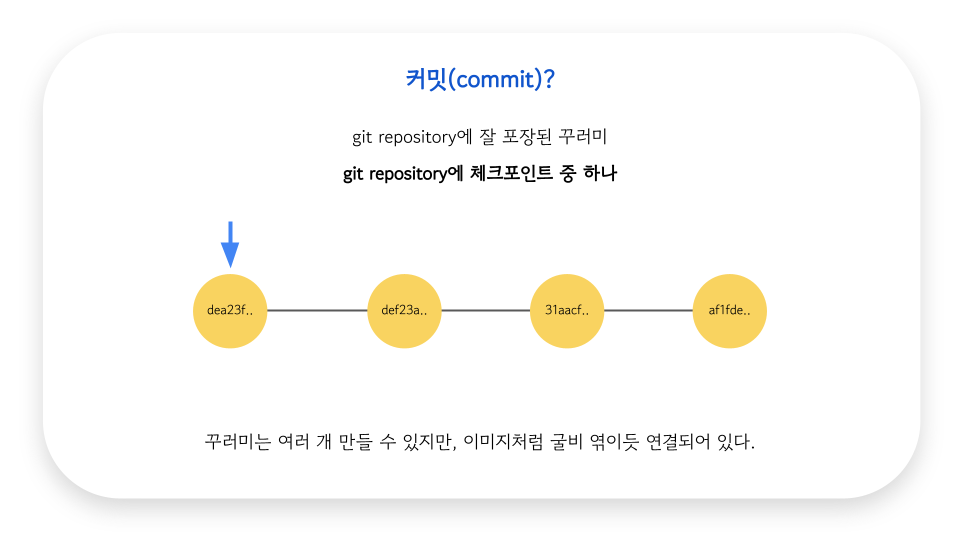 커밋(commit)?
git repository에 잘 포장된 꾸러미
git repository에 체크포인트 중 하나
dea23f.. def23a.. 31aacf.. af1fde..
꾸러미는 여러 개 만들 수 있지만, 이미지처럼 굴비 엮이듯 연결되어 있다.